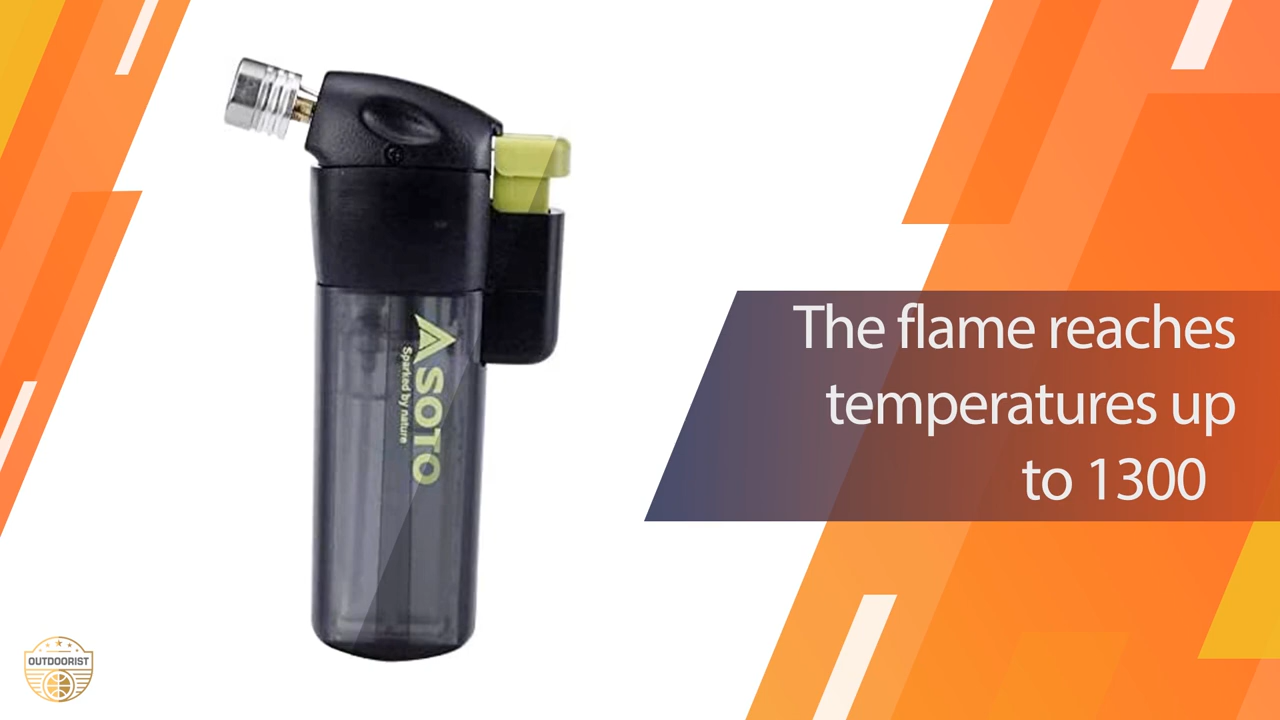 SOTO
Sparked by nature
The flame reaches
temperatures up
to 1300
OUTDOORIST